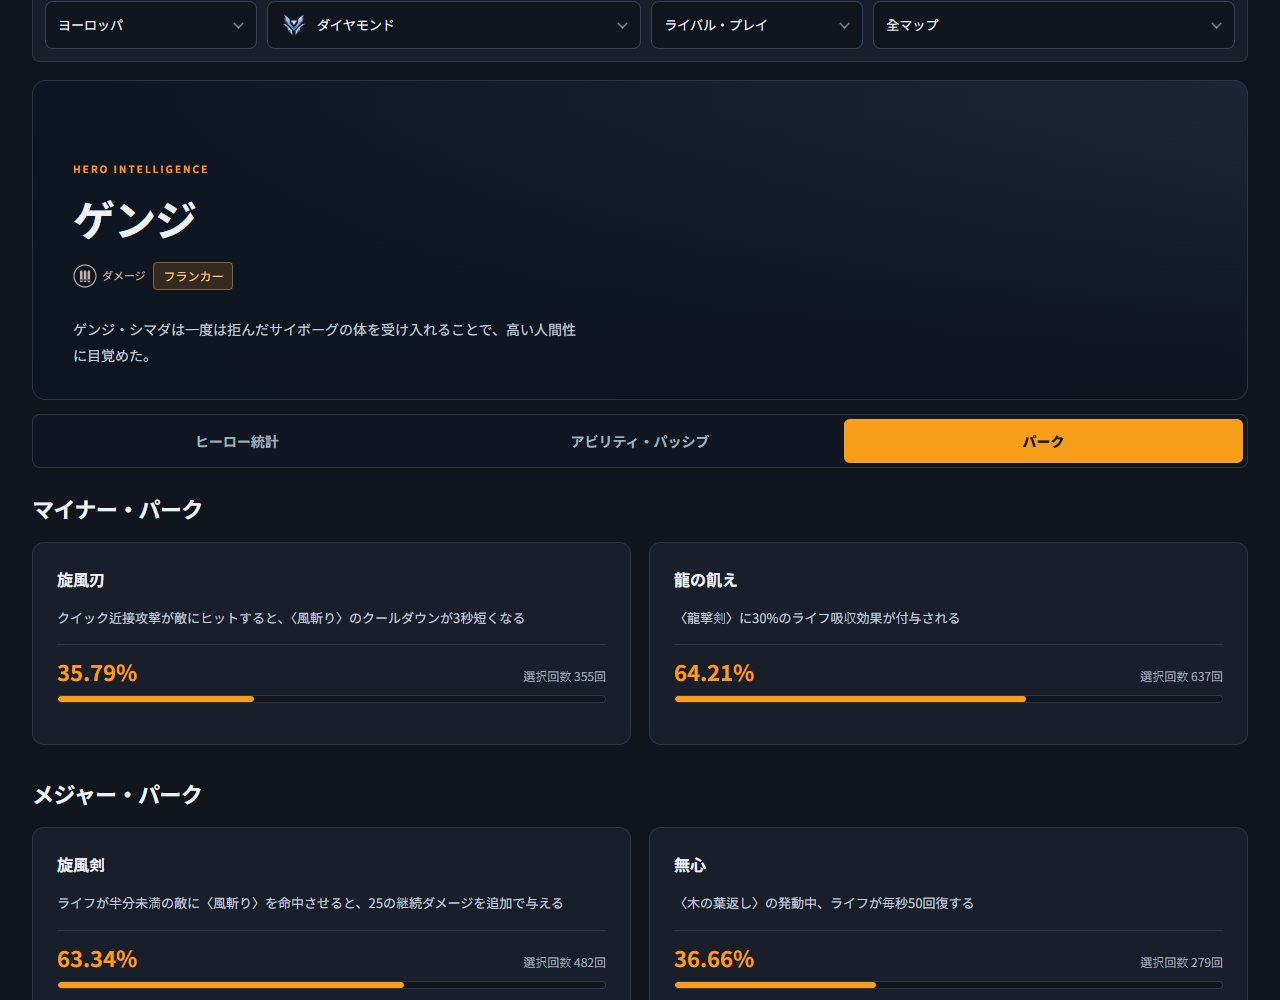 ヨーロッパ
ダイヤモンド
ライバル・プレイ
全マップ
HERO INTELLIGENCE
ゲンジ
ダメージ
フランカー
ゲンジ・シマダは一度は拒んだサイボーグの体を受け入れることで、高い人間性
に目覚めた。
ヒーロー統計
アビリティ・パッシブ
パーク
マイナー・パーク
旋風刃
クイック近接攻撃が敵にヒットすると、〈風斬り〉のクールダウンが3秒短くなる
35.79%
選択回数 355回
龍の飢え
〈龍撃剣〉に30%のライフ吸収効果が付与される
64.21%
選択回数 637回
メジャー・パーク
旋風剣
ライフが半分未満の敵に〈風斬り〉を命中させると、25の継続ダメージを追加で与える
63.34%
選択回数 482回
無心
〈木の葉返し〉の発動中、ライフが毎秒50回復する
36.66%
選択回数 279回